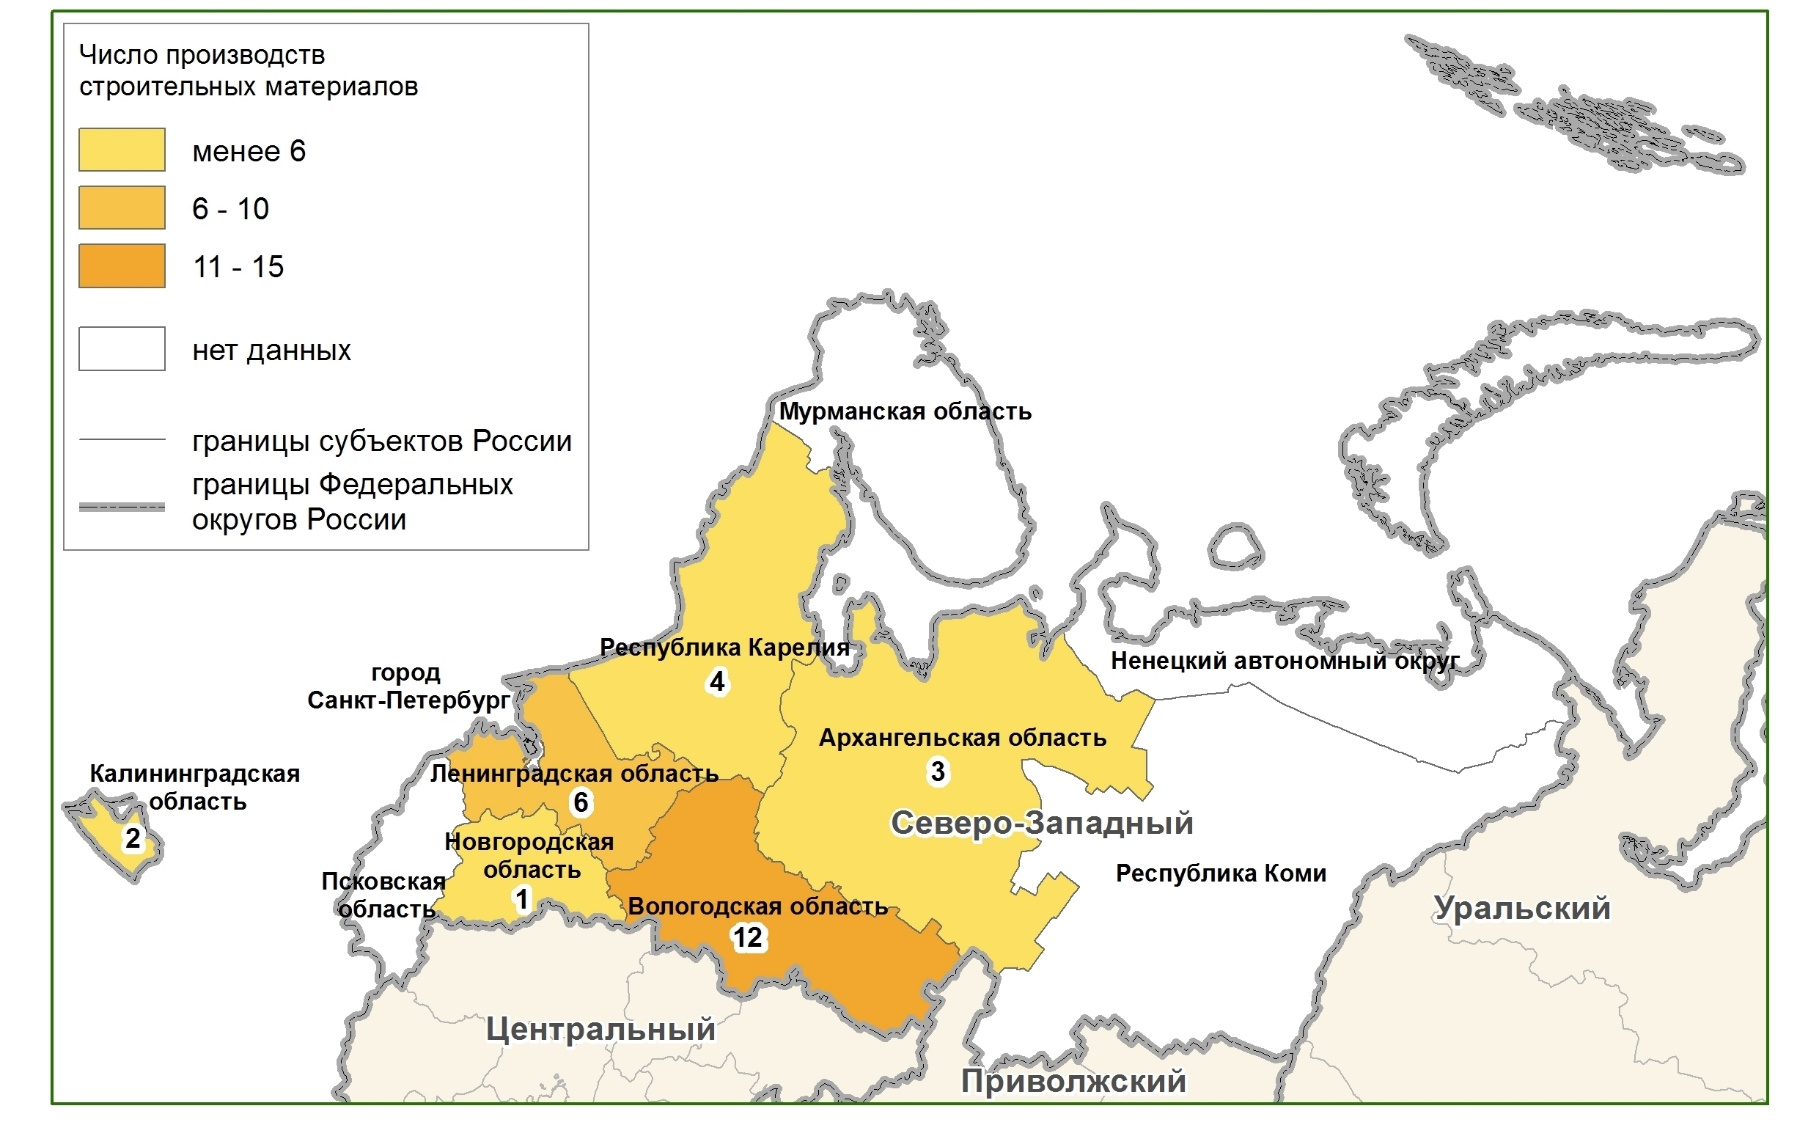 Число производств
строительных материалов
менее 6
6 - 10
11 - 15
нет данных
границы субъектов России
границы Федеральных
округов России
Мурманская область
Республика Карелия
4
Ненецкий автономный округ
город
Санкт-Петербург
Архангельская область
3
Калининградская
область
2
Ленинградская область
6
Северо-Западный
Новгородская
область
1
Республика Коми
Псковская
область
Вологодская область
12
Уральский
Центральный
Приволжский